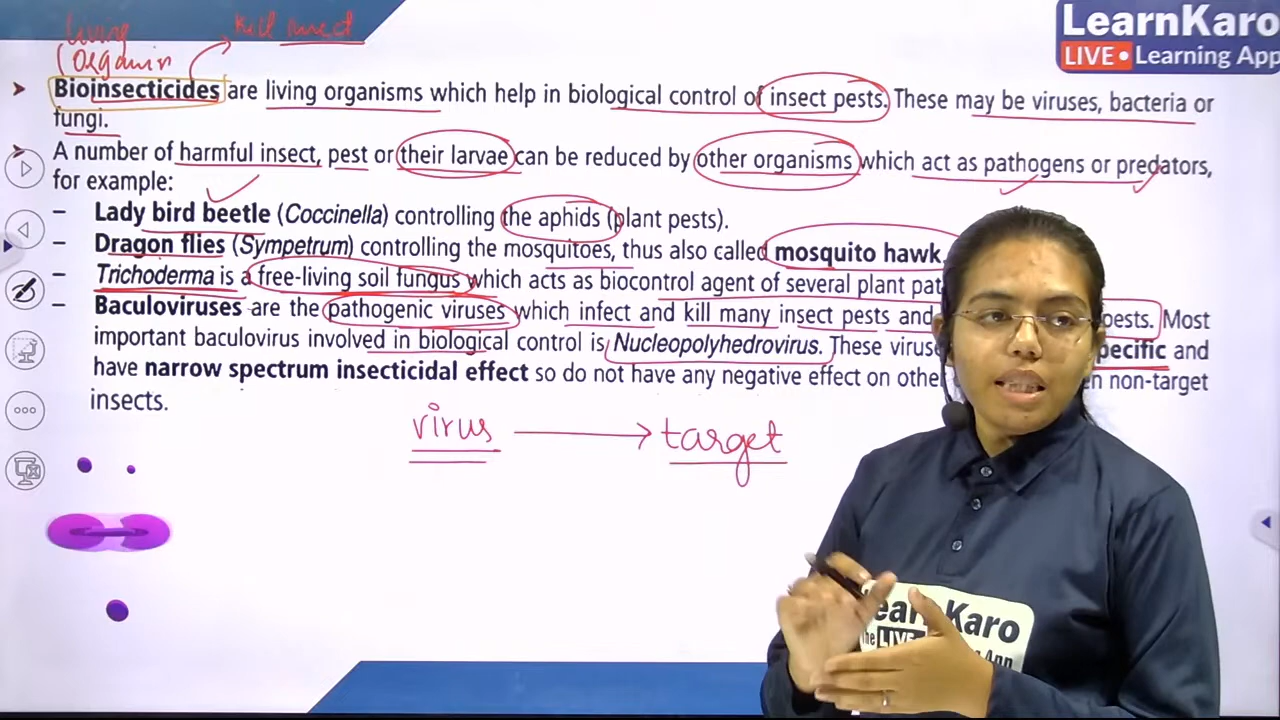 living kill insect
(organism
LearnKaro
LIVE • Learning App
➤ Bioinsecticides are living organisms which help in biological control of insect pests. These may be viruses, bacteria or
fungi.
➤ A number of harmful insect, pest or their larvae can be reduced by other organisms which act as pathogens or predators,
for example:
– Lady bird beetle (Coccinella) controlling the aphids (plant pests).
– Dragon flies (Sympetrum) controlling the mosquitoes, thus also called mosquito hawk
– Trichoderma is a free-living soil fungus which acts as biocontrol agent of several plant pat
– Baculoviruses are the pathogenic viruses which infect and kill many insect pests and pests. Most
important baculovirus involved in biological control is Nucleopolyhedrovirus. These viruse pecific and
have narrow spectrum insecticidal effect so do not have any negative effect on other en non-target
insects.
virus → target
LearnKaro
The LIVE
App